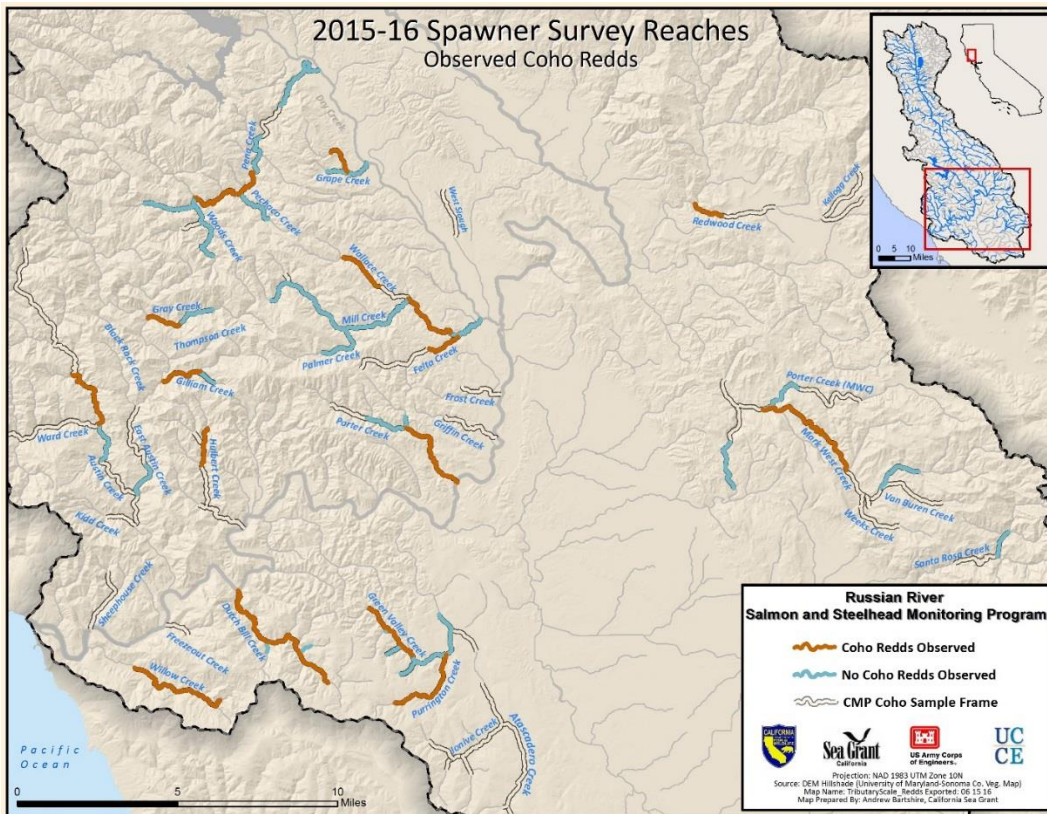 2015-16 Spawner Survey Reaches
Observed Coho Redds
Dry Creek
Pena Creek
Grape Creek
Pechaco Creek
Woods Creek
West Slough
Redwood Creek
Kellogg Creek
0 5 10
Miles
Wallace Creek
Gray Creek
Mill Creek
Thompson Creek
Black Rock Creek
Palmer Creek
Felta Creek
Gilliam Creek
Frost Creek
Porter Creek (MWC)
Ward Creek
East Austin Creek
Hulbert Creek
Porter Creek
Griffin Creek
Mark West Creek
Austin Creek
Kidd Creek
Van Buren Creek
Weeks Creek
Santa Rosa Creek
Sheephouse Creek
Dutch Bill Creek
Green Valley Creek
Freezeout Creek
Willow Creek
Purrington Creek
Jonive Creek
Atascadero Creek
Pacific
Ocean
0 5 10
Miles
Russian River
Salmon and Steelhead Monitoring Program
Coho Redds Observed
No Coho Redds Observed
CMP Coho Sample Frame
CALIFORNIA
Sea Grant
California
US Army Corps
of Engineers®
UC
CE
Projection: NAD 1983 UTM Zone 10N
Source: DEM Hillshade (University of Maryland-Sonoma Co. Veg. Map)
Map Name: TributaryScale_Redds Exported: 06 15 16
Map Prepared By: Andrew Bartshire, California Sea Grant